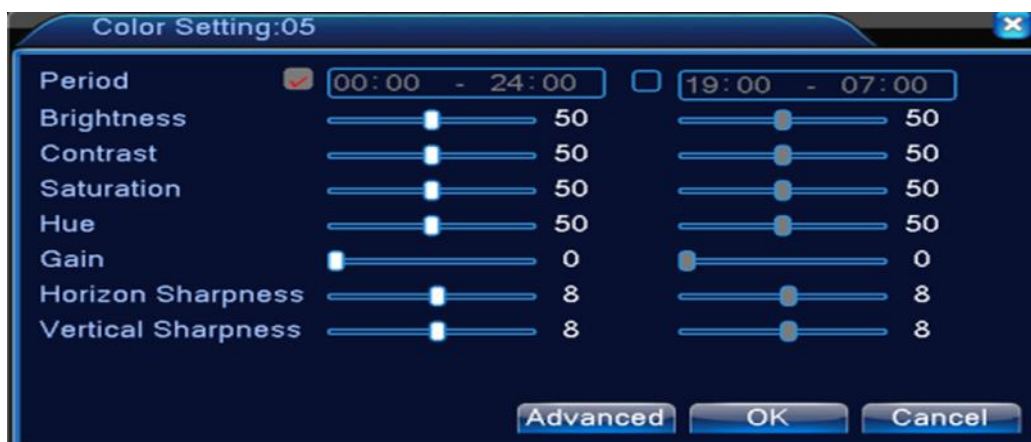 Color Setting:05
Period 00:00 - 24:00 19:00 - 07:00
Brightness 50 50
Contrast 50 50
Saturation 50 50
Hue 50 50
Gain 0 0
Horizon Sharpness 8 8
Vertical Sharpness 8 8
Advanced OK Cancel